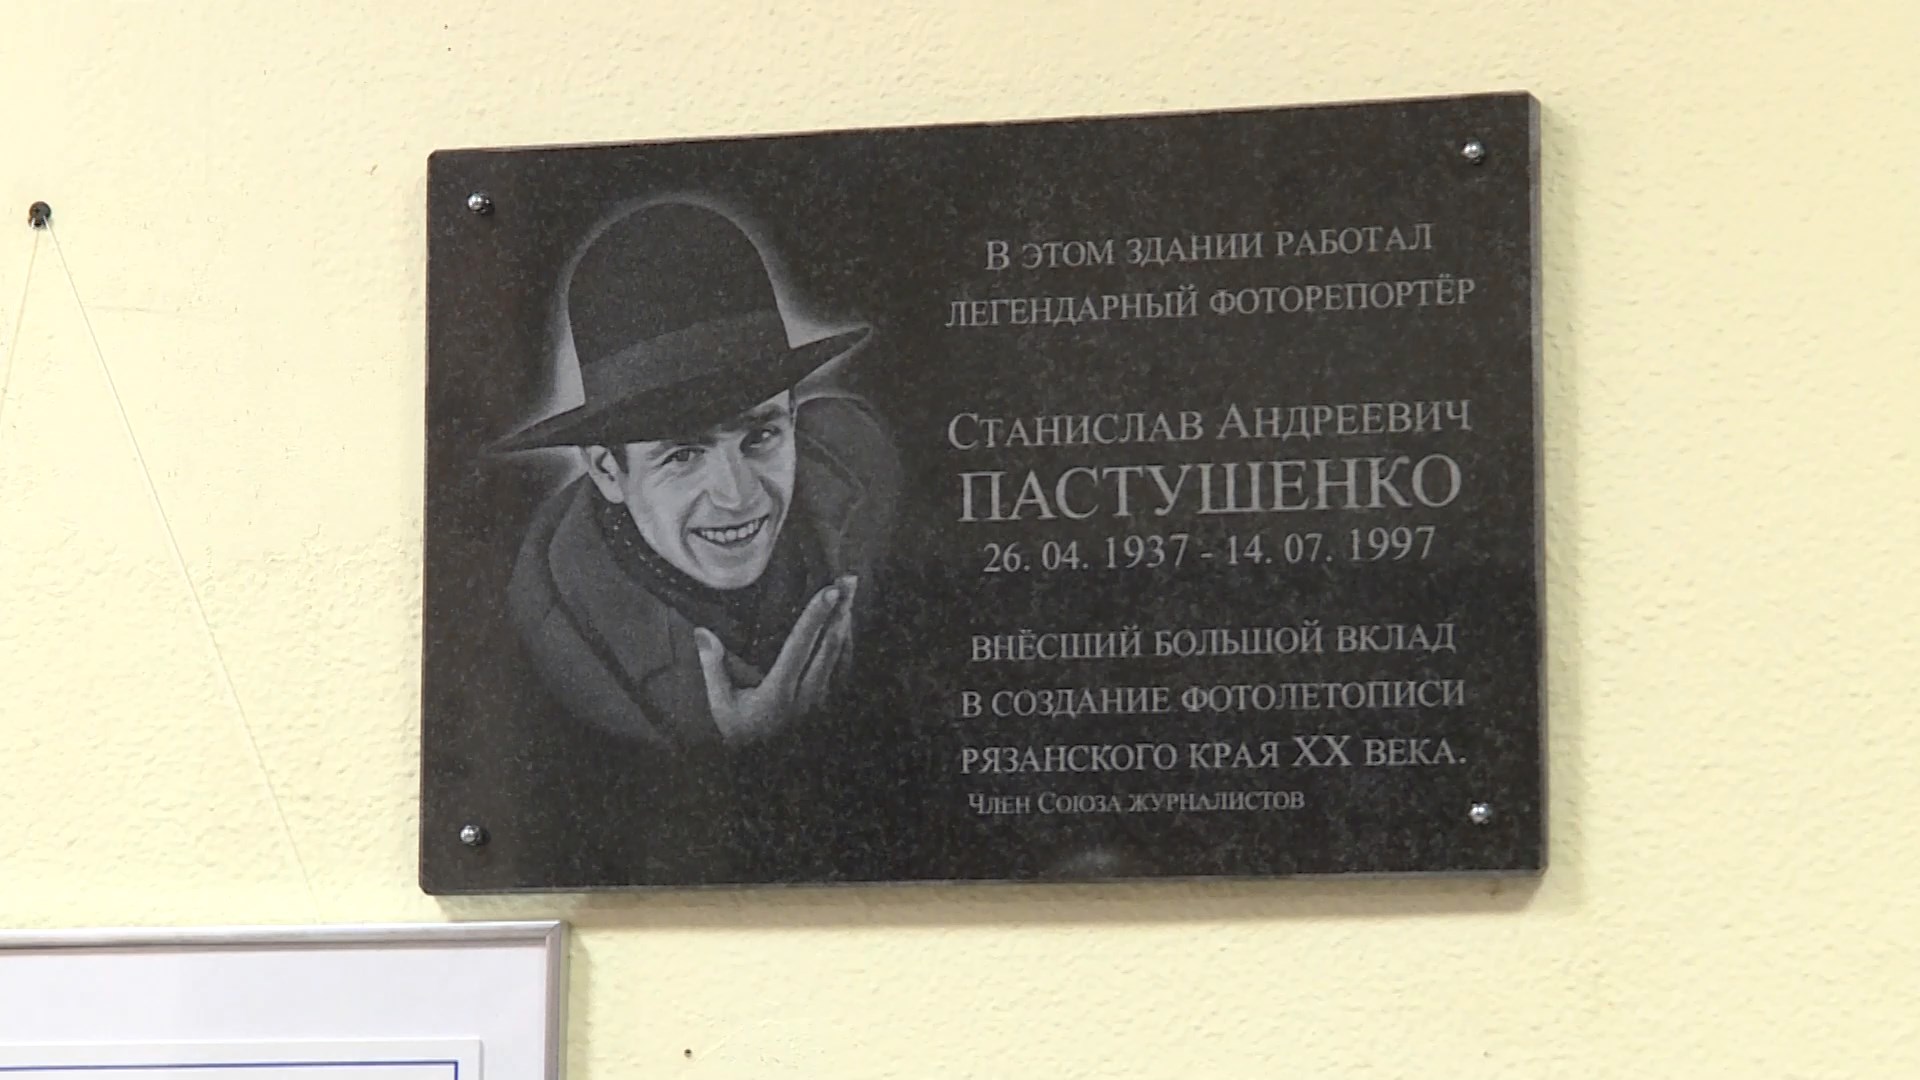 В ЭТОМ ЗДАНИИ РАБОТАЛ
ЛЕГЕНДАРНЫЙ ФОТОРЕПОРТЁР
СТАНИСЛАВ АНДРЕЕВИЧ
ПАСТУШЕНКО
26. 04. 1937 - 14. 07. 1997
ВНЁСШИЙ БОЛЬШОЙ ВКЛАД
В СОЗДАНИЕ ФОТОЛЕТОПИСИ
РЯЗАНСКОГО КРАЯ XX ВЕКА.
ЧЛЕН СОЮЗА ЖУРНАЛИСТОВ